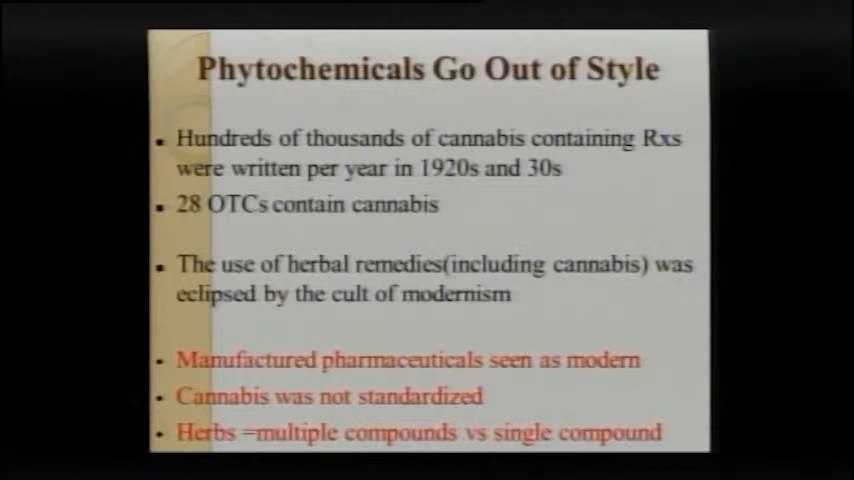 Phytochemicals Go Out of Style
Hundreds of thousands of cannabis containing Rxs
were written per year in 1920s and 30s
28 OTCs contain cannabis
The use of herbal remedies(including cannabis) was
eclipsed by the cult of modernism
Manufactured pharmaceuticals seen as modern
Cannabis was not standardized
Herbs =multiple compounds vs single compound